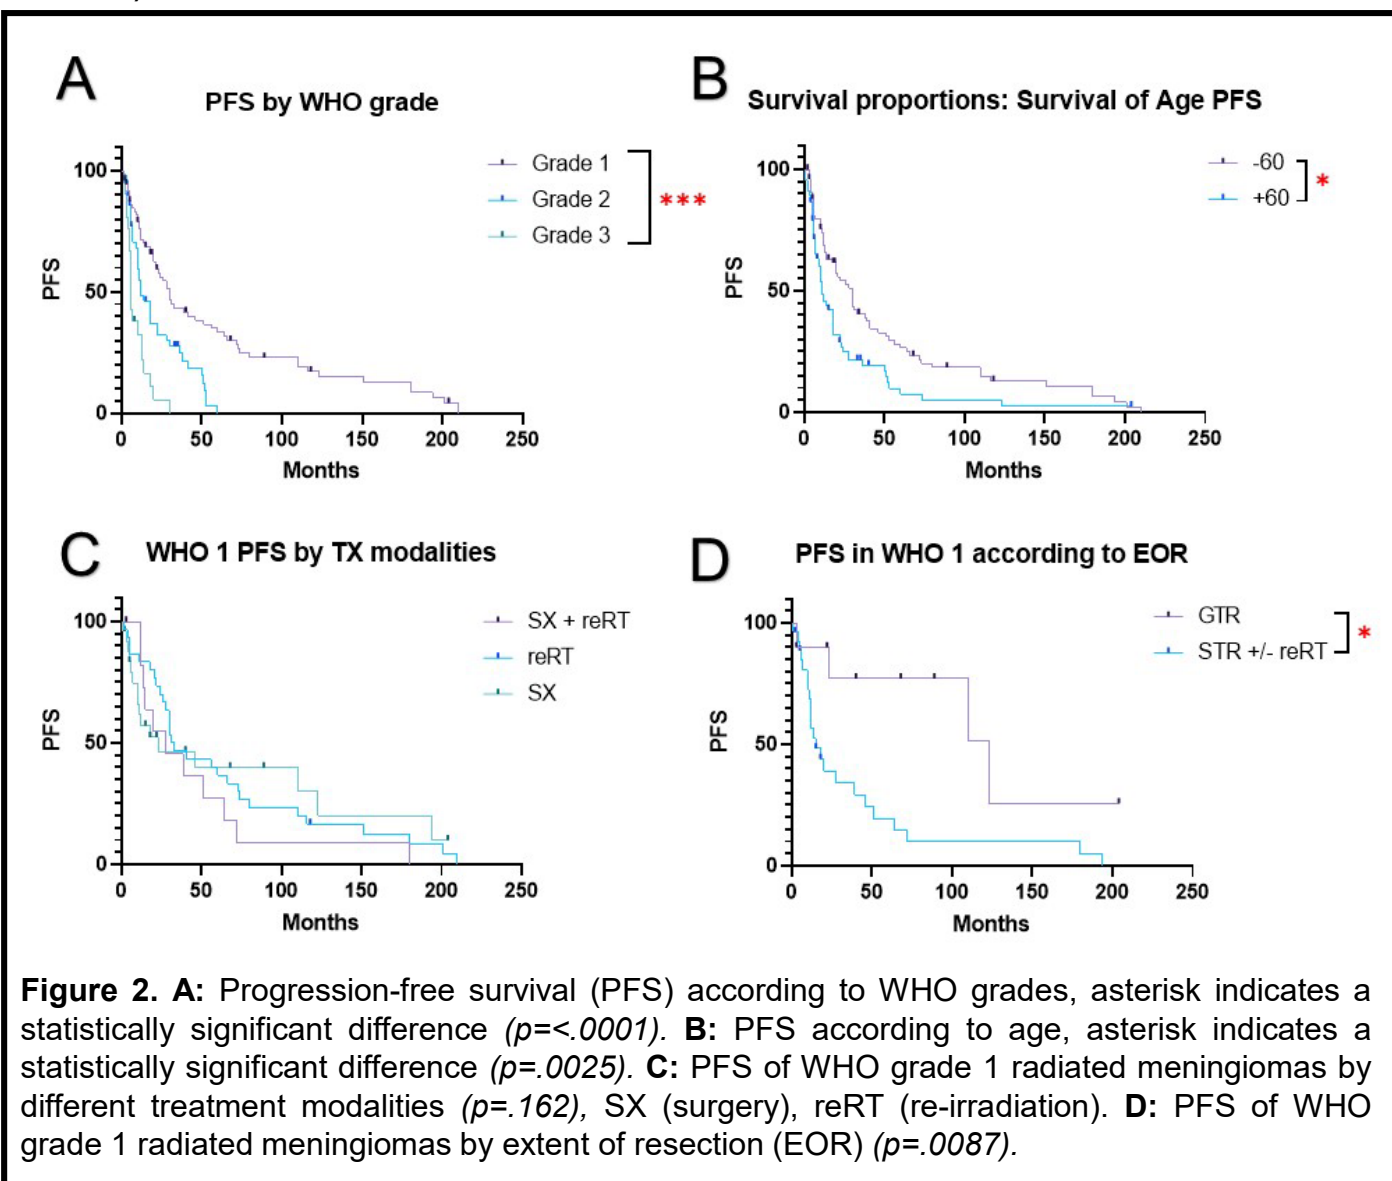 A
PFS by WHO grade
Grade 1
Grade 2
Grade 3
***
PFS
100
50
0
0 50 100 150 200 250
Months
B
Survival proportions: Survival of Age PFS
-60
+60
*
PFS
100
50
0
0 50 100 150 200 250
Months
C
WHO 1 PFS by TX modalities
SX + reRT
reRT
SX
PFS
100
50
0
0 50 100 150 200 250
Months
D
PFS in WHO 1 according to EOR
GTR
STR +/- reRT
*
PFS
100
50
0
0 50 100 150 200 250
Months
Figure 2. A: Progression-free survival (PFS) according to WHO grades, asterisk indicates a
statistically significant difference (p=<.0001). B: PFS according to age, asterisk indicates a
statistically significant difference (p=.0025). C: PFS of WHO grade 1 radiated meningiomas by
different treatment modalities (p=.162), SX (surgery), reRT (re-irradiation). D: PFS of WHO
grade 1 radiated meningiomas by extent of resection (EOR) (p=.0087).